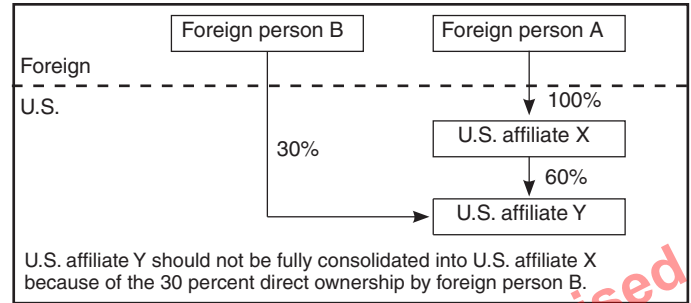 Foreign person B
Foreign person A
Foreign
U.S.
100%
U.S. affiliate X
30%
60%
U.S. affiliate Y
U.S. affiliate Y should not be fully consolidated into U.S. affiliate X
because of the 30 percent direct ownership by foreign person B.
ised